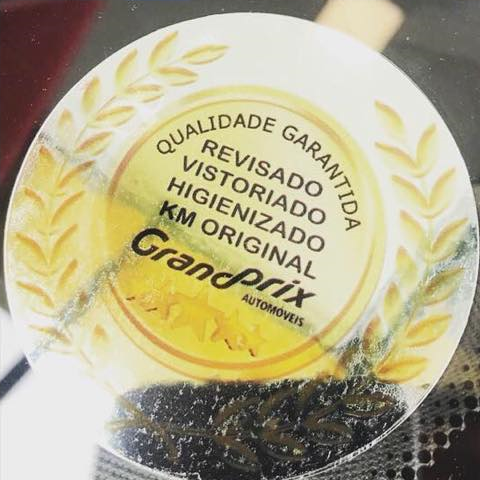 QUALIDADE GARANTIDA
REVISADO
VISTORIADO
HIGIENIZADO
KM ORIGINAL
GrandPrix
AUTOMOVEIS